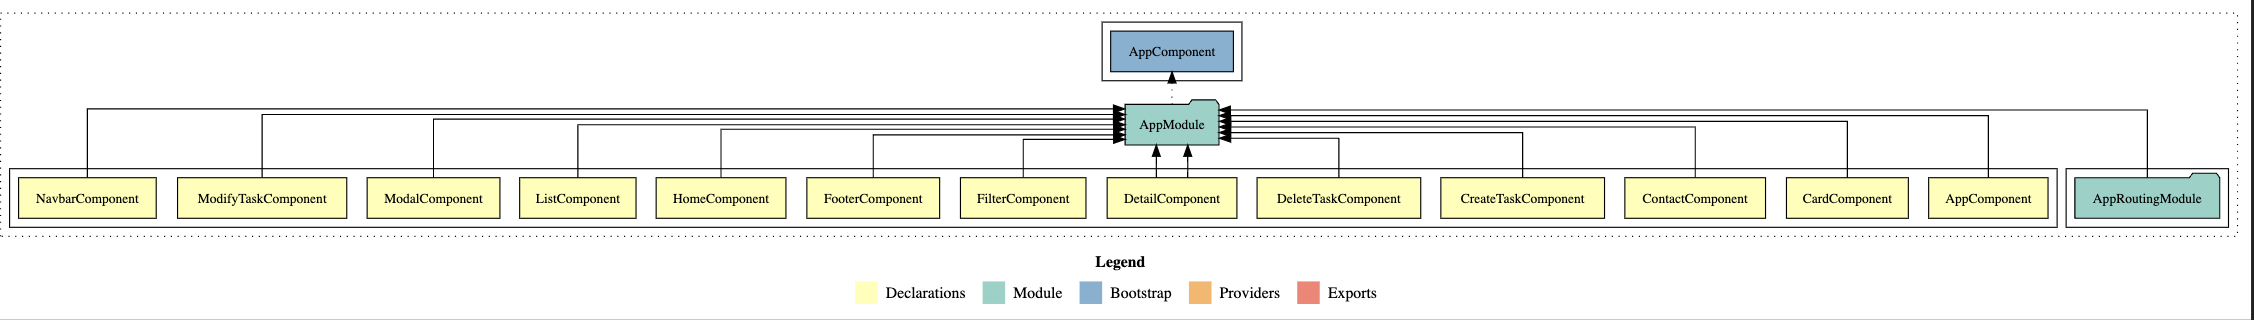 AppComponent
AppModule
NavbarComponent
ModifyTaskComponent
ModalComponent
ListComponent
HomeComponent
FooterComponent
FilterComponent
DetailComponent
DeleteTaskComponent
CreateTaskComponent
ContactComponent
CardComponent
AppComponent
AppRoutingModule
Legend
Declarations
Module
Bootstrap
Providers
Exports